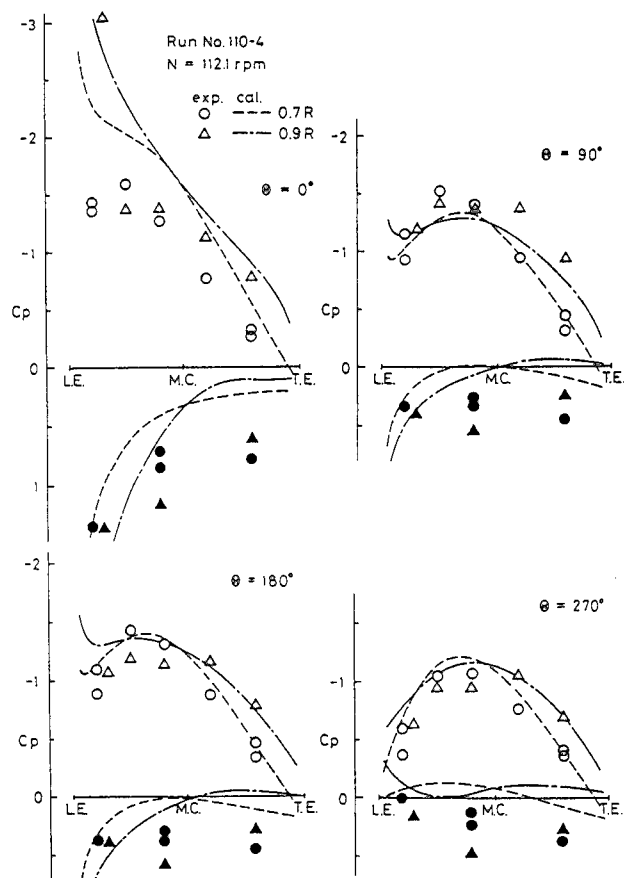 Run No. 110-4
N = 112.1 rpm
exp. cal.
0.7R
0.9R
-3
-2
-1
0
1
Cp
Θ = 0°
L.E. M.C. T.E.
-2
-1
0
Cp
Θ = 90°
L.E. M.C. T.E.
-2
-1
0
Cp
Θ = 180°
L.E. M.C. T.E.
-1
0
Cp
Θ = 270°
L.E. M.C. T.E.